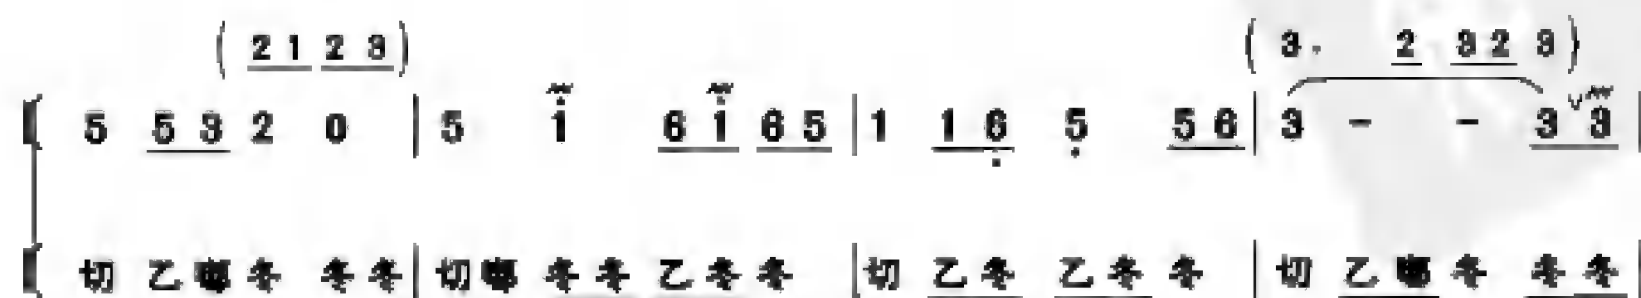 ( 2 1 2 3 ) ( 3 . 2 3 2 3 )
5 5 3 2 0 | 5 i 6 i 6 5 | 1 1 6 5 5 6 | 3 - - 3 3 |
切 乙 嘟 冬 冬 冬 | 切 嘟 冬 冬 乙 冬 冬 | 切 乙 冬 乙 冬 冬 | 切 乙 嘟 冬 冬 冬 |